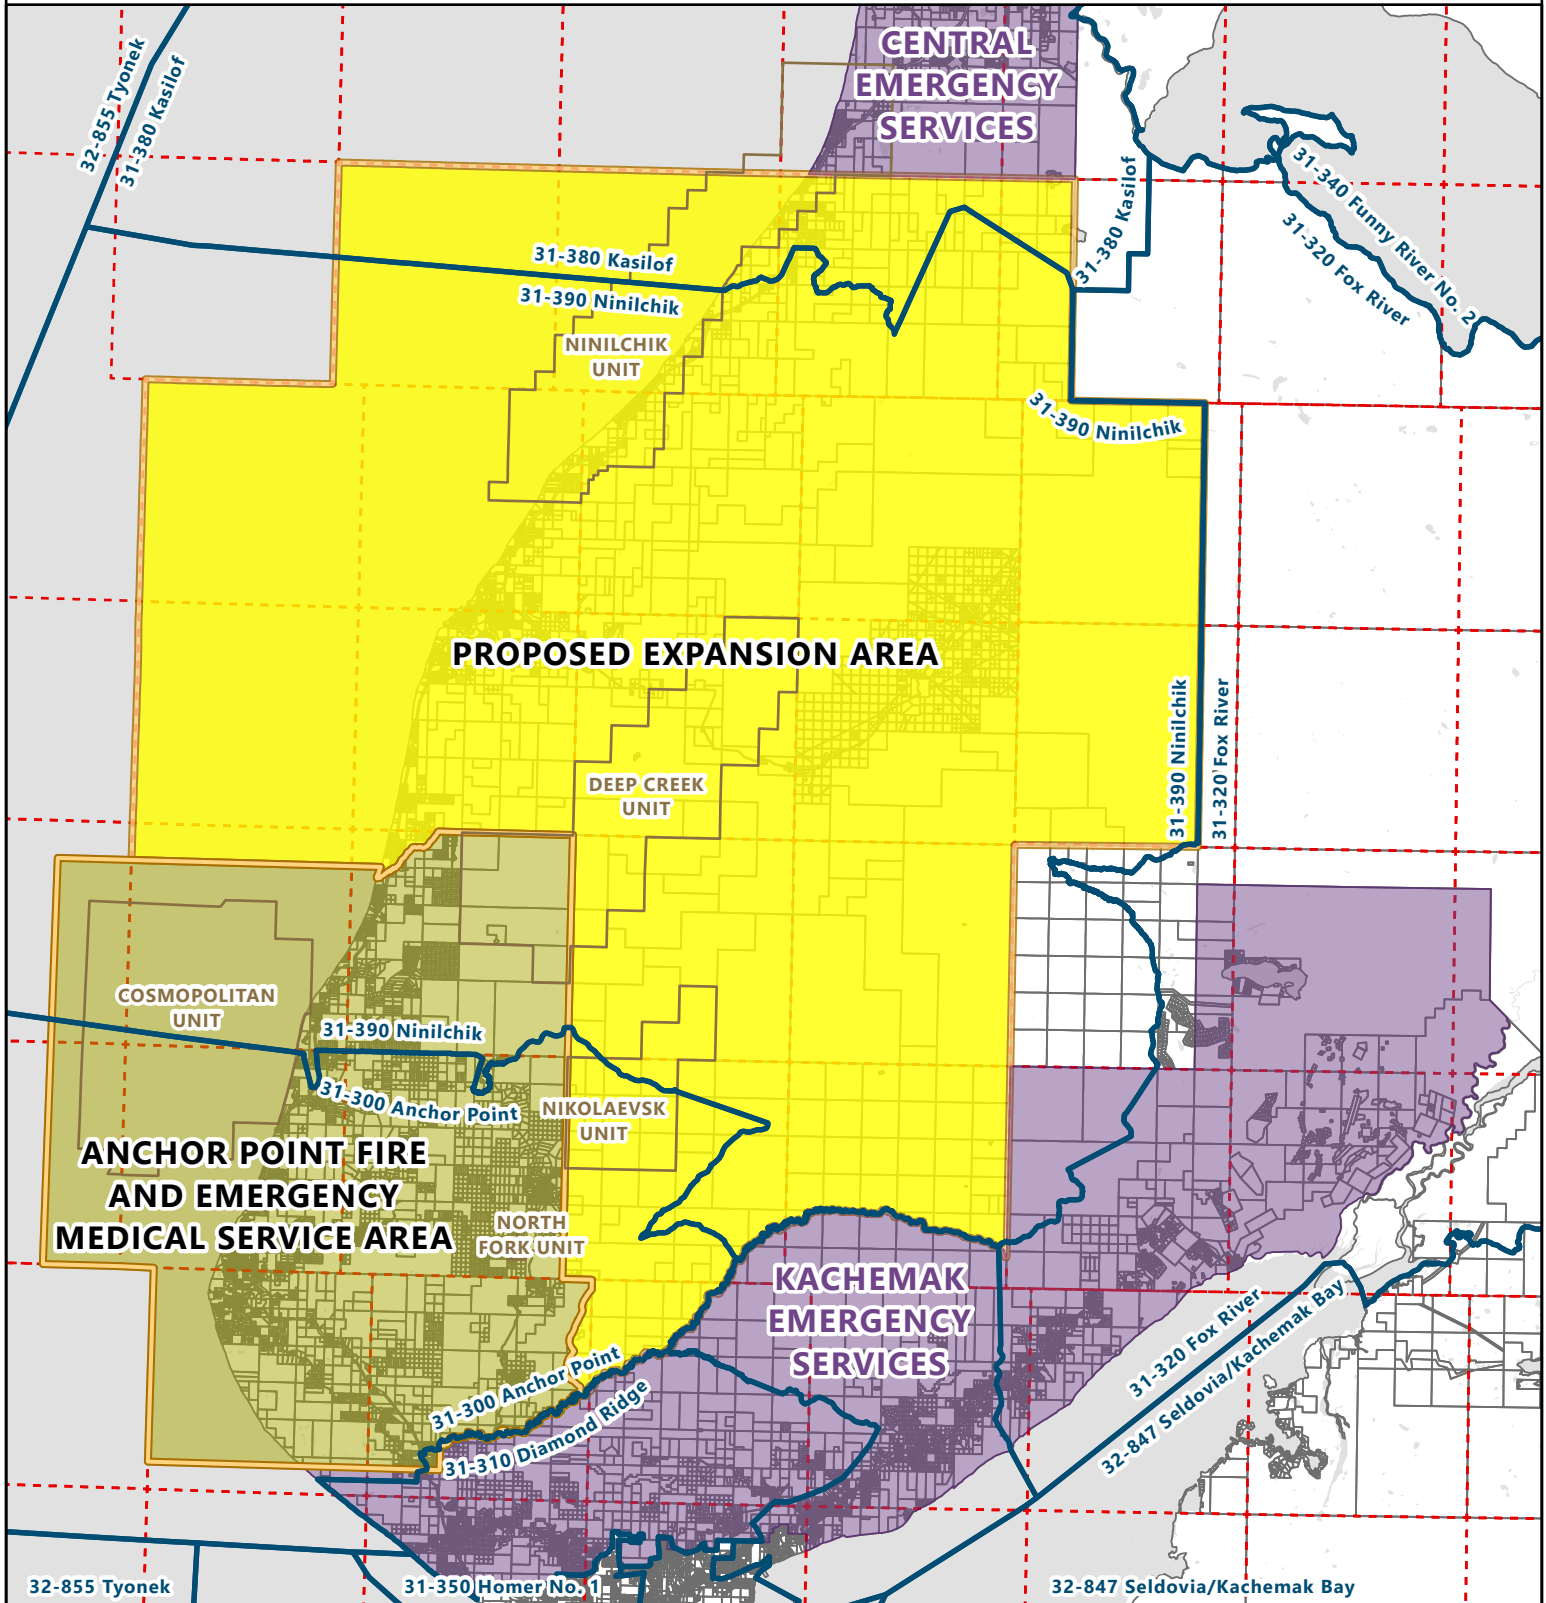 CENTRAL
EMERGENCY
SERVICES
32-855 Tyonek
31-380 Kasilof
31-340 Funny River No. 2
31-320 Fox River
31-380 Kasilof
31-380 Kasilof
31-390 Ninilchik
NINILCHIK
UNIT
31-390 Ninilchik
PROPOSED EXPANSION AREA
31-390 Ninilchik
31-320 Fox River
DEEP CREEK
UNIT
COSMOPOLITAN
UNIT
31-390 Ninilchik
31-300 Anchor Point
NIKOLAEVSK
UNIT
ANCHOR POINT FIRE
AND EMERGENCY
MEDICAL SERVICE AREA
NORTH
FORK UNIT
KACHEMAK
EMERGENCY
SERVICES
31-300 Anchor Point
31-310 Diamond Ridge
31-320 Fox River
32-847 Seldovia/Kachemak Bay
32-855 Tyonek
31-350 Homer No. 1
32-847 Seldovia/Kachemak Bay